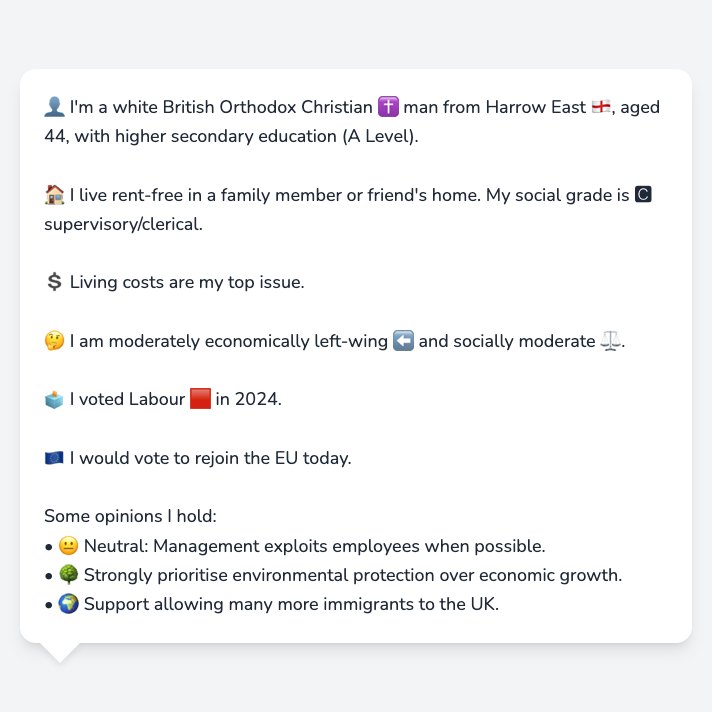 👤 I'm a white British Orthodox Christian ✝️ man from Harrow East 🏴󠁧󠁢󠁥󠁮󠁧󠁿, aged
44, with higher secondary education (A Level).
🏠 I live rent-free in a family member or friend's home. My social grade is 🅲
supervisory/clerical.
💲 Living costs are my top issue.
🤔 I am moderately economically left-wing ⬅️ and socially moderate ⚖️.
🗳️ I voted Labour 🟥 in 2024.
🇪🇺 I would vote to rejoin the EU today.
Some opinions I hold:
• 😐 Neutral: Management exploits employees when possible.
• 🌳 Strongly prioritise environmental protection over economic growth.
• 🌍 Support allowing many more immigrants to the UK.